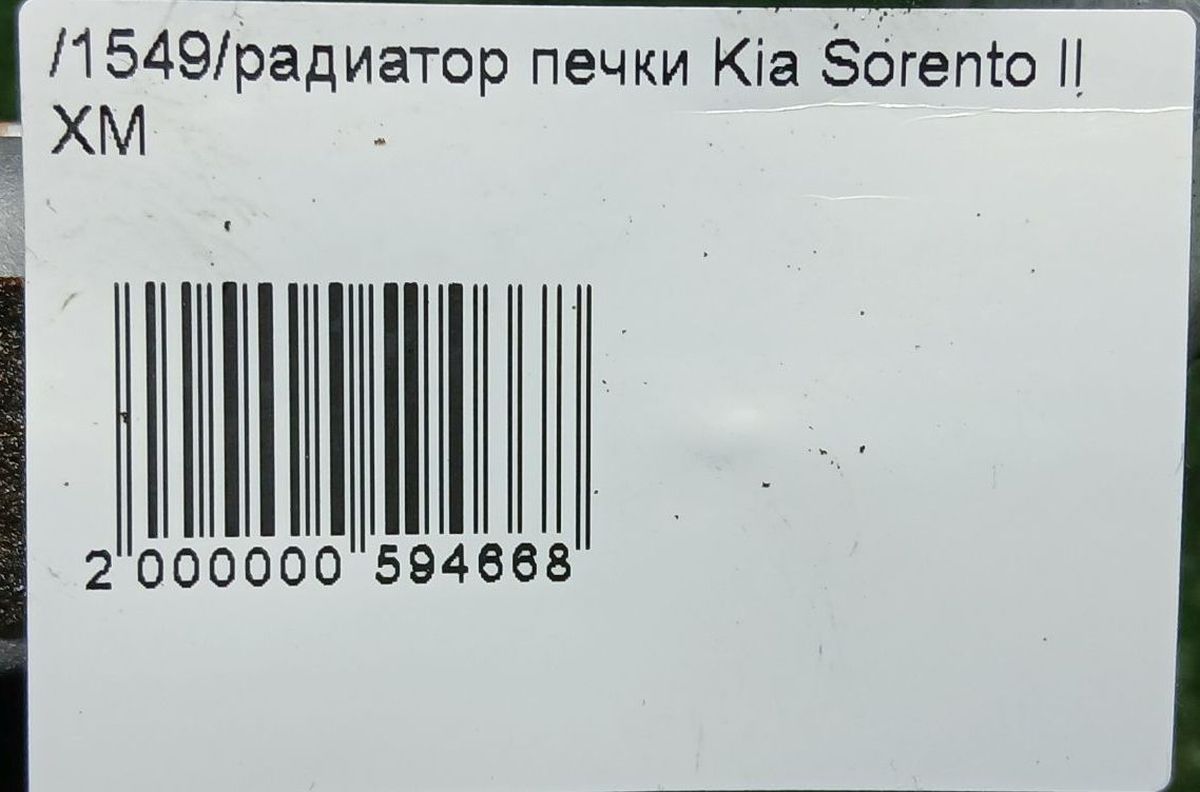 /1549/радиатор печки Kia Sorento II
XM
2 000000 594668